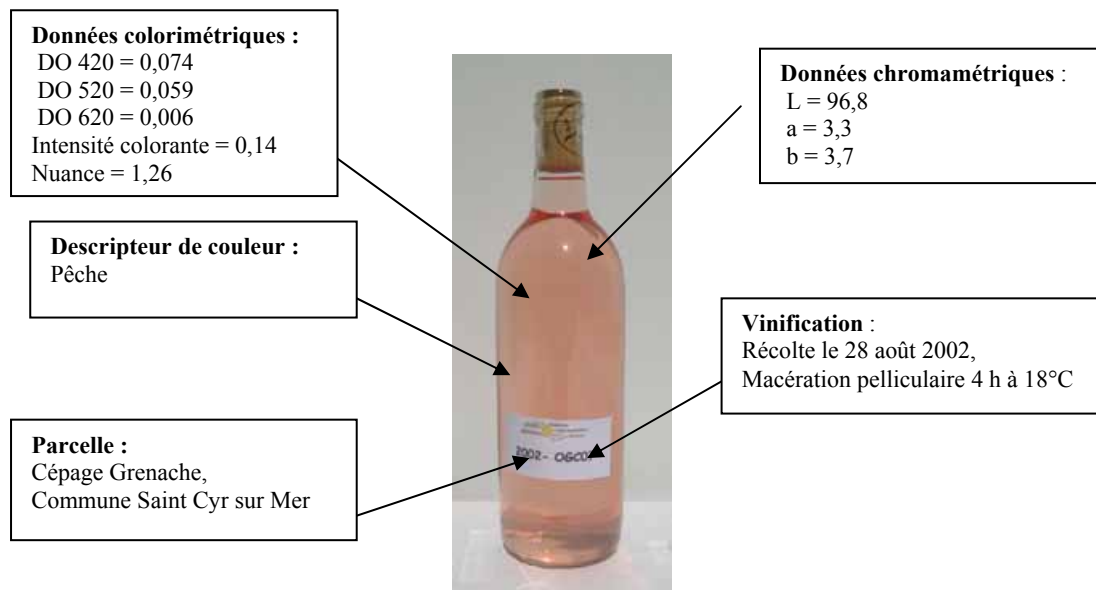 Données colorimétriques :
DO 420 = 0,074
DO 520 = 0,059
DO 620 = 0,006
Intensité colorante = 0,14
Nuance = 1,26
Données chromamétriques :
L = 96,8
a = 3,3
b = 3,7
Descripteur de couleur :
Pêche
Vinification :
Récolte le 28 août 2002,
Macération pelliculaire 4 h à 18°C
Parcelle :
Cépage Grenache,
Commune Saint Cyr sur Mer
2002-